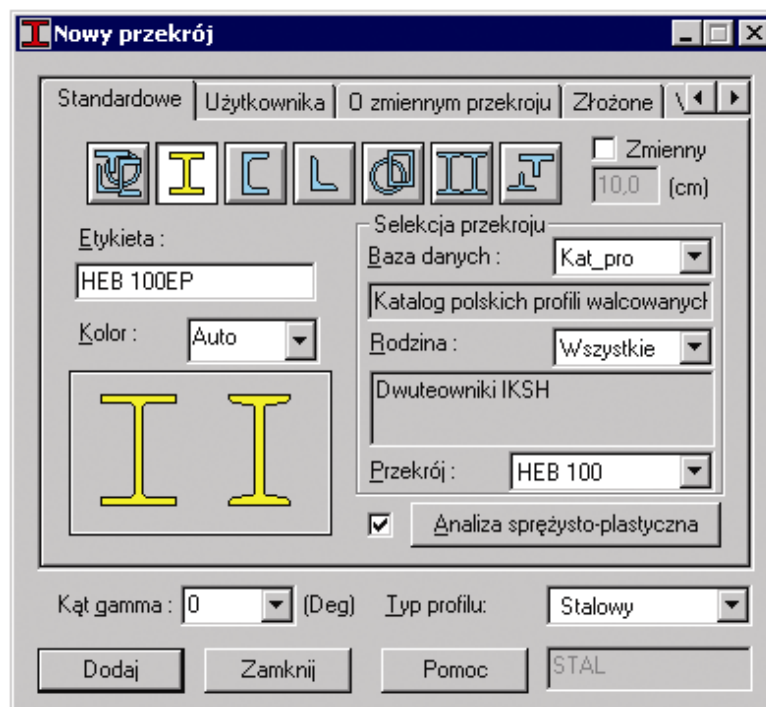 Nowy przekrój
Standardowe Użytkownika O zmiennym przekroju Złożone
Zmienny
10,0 (cm)
Etykieta :
HEB 100EP
Kolor : Auto
Selekcja przekroju
Baza danych : Kat_pro
Katalog polskich profili walcowanych
Rodzina : Wszystkie
Dwuteowniki IKSH
Przekrój : HEB 100
Analiza sprężysto-plastyczna
Kąt gamma : 0 (Deg) Typ profilu: Stalowy
Dodaj Zamknij Pomoc STAL